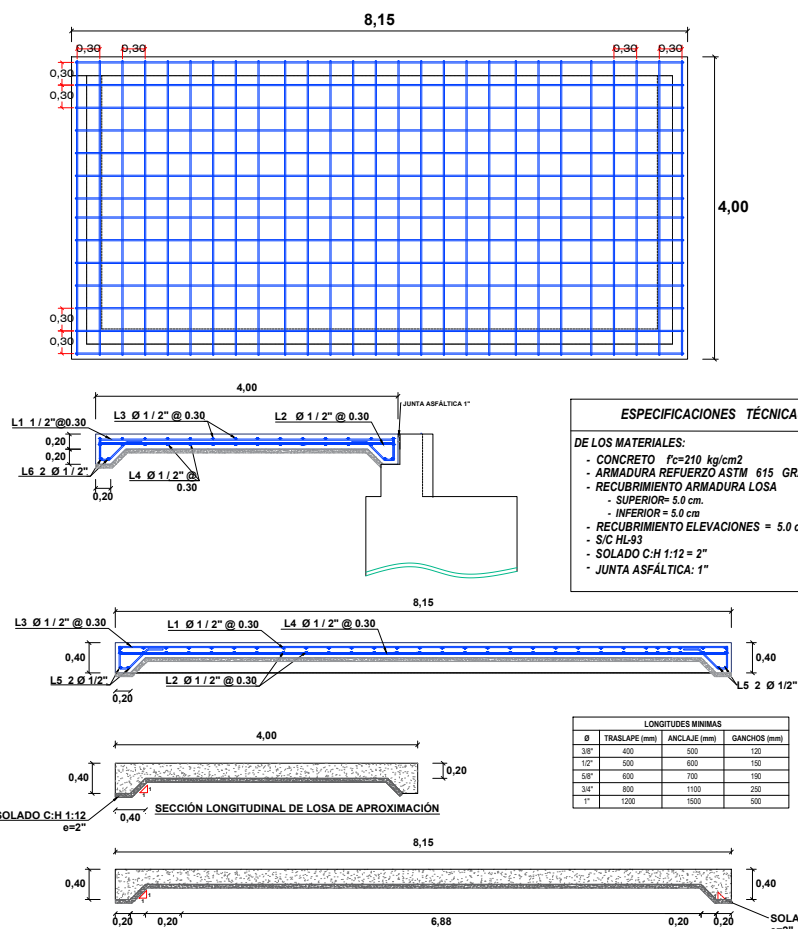 8,15
0,30 0,30 0,30 0,30
0,30
0,30
4,00
0,30
0,30
4,00
JUNTA ASFÁLTICA 1"
L1 1/2"@0.30
L3 Ø 1 / 2" @ 0.30
L2 Ø 1 / 2" @ 0.30
0,20
0,20
L6 2 Ø 1/2"
L4 Ø 1/2" @
0.30
0,20
ESPECIFICACIONES TÉCNICA
DE LOS MATERIALES:
- CONCRETO f'c=210 kg/cm2
- ARMADURA REFUERZO ASTM 615 GR
- RECUBRIMIENTO ARMADURA LOSA
- SUPERIOR= 5.0 cm.
- INFERIOR = 5.0 cm
- RECUBRIMIENTO ELEVACIONES = 5.0 c
- S/C HL-93
- SOLADO C:H 1:12 = 2"
- JUNTA ASFÁLTICA: 1"
8,15
L3 Ø 1 / 2" @ 0.30
L1 Ø 1 / 2" @ 0.30
L4 Ø 1 / 2" @ 0.30
0,40
0,40
L5 2 Ø 1/2"
L2 Ø 1 / 2" @ 0.30
L5 2 Ø 1/2"
0,20
LONGITUDES MINIMAS
Ø TRASLAPE (mm) ANCLAJE (mm) GANCHOS (mm)
3/8" 400 500 120
1/2" 500 600 150
5/8" 600 700 190
3/4" 800 1100 250
1" 1200 1500 500
4,00
0,40
0,20
1
1
SOLADO C:H 1:12
e=2"
0,40
SECCIÓN LONGITUDINAL DE LOSA DE APROXIMACIÓN
8,15
0,40
0,40
1
1
0,20 0,20 6,88 0,20 0,20
SOLA